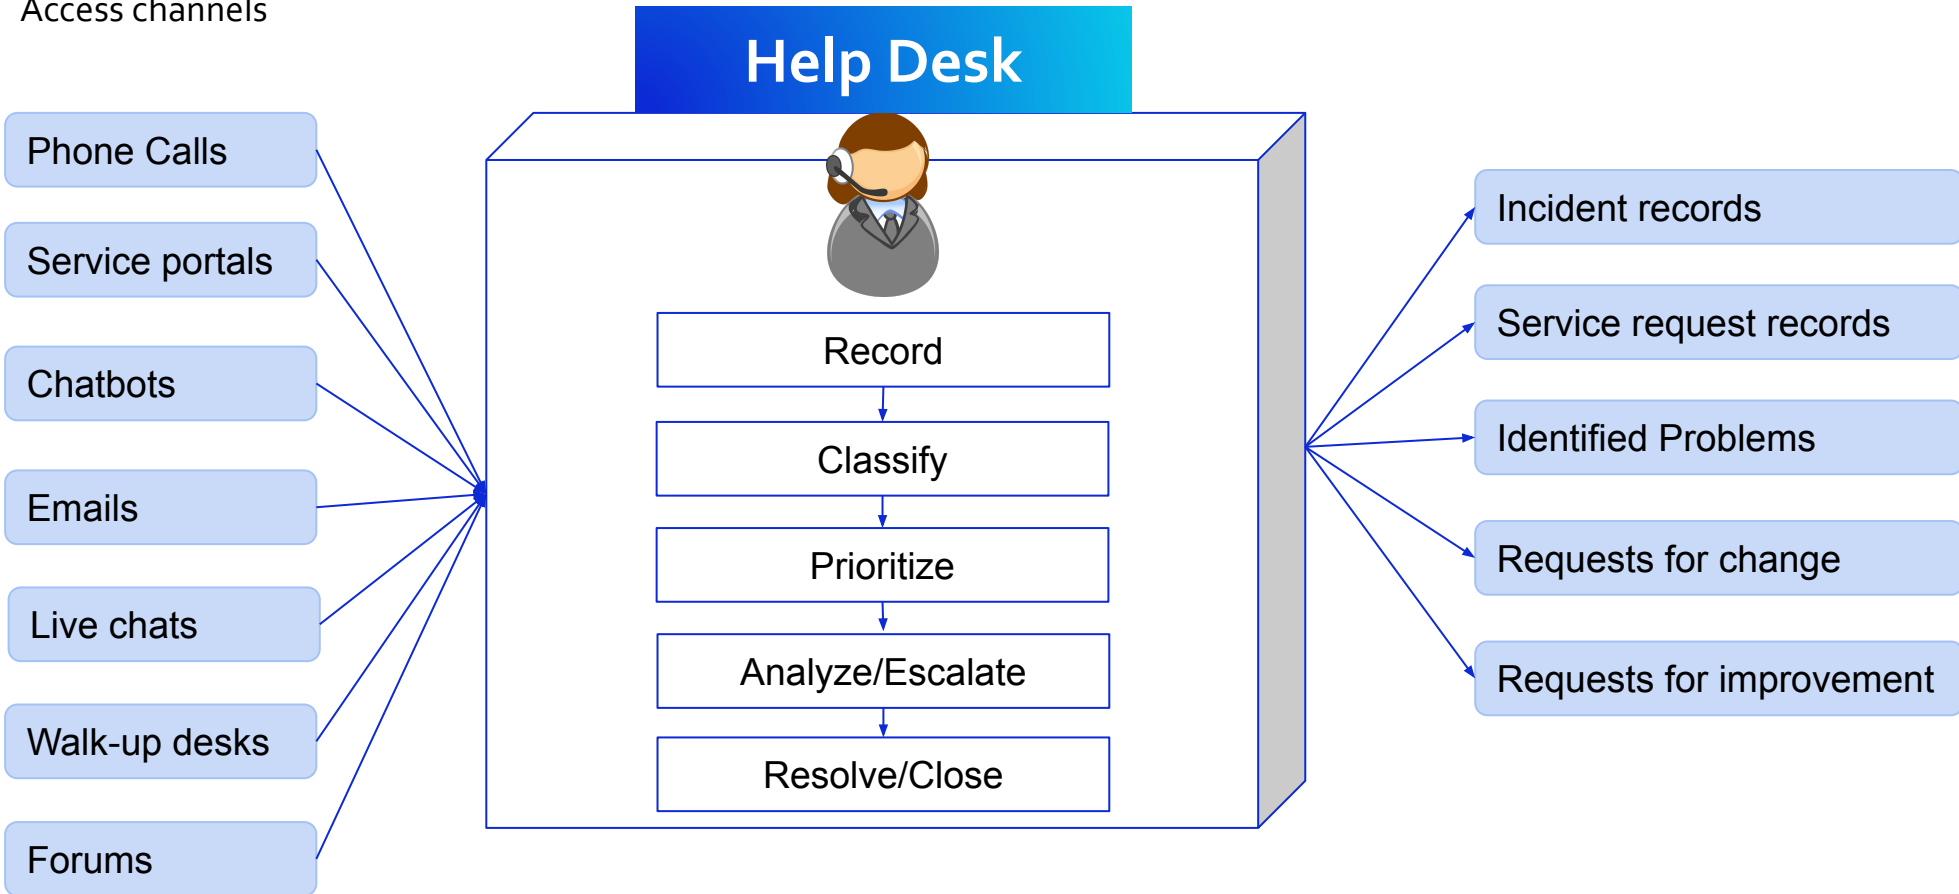 Access channels
Help Desk
Phone Calls
Service portals
Chatbots
Emails
Live chats
Walk-up desks
Forums
Record
Classify
Prioritize
Analyze/Escalate
Resolve/Close
Incident records
Service request records
Identified Problems
Requests for change
Requests for improvement